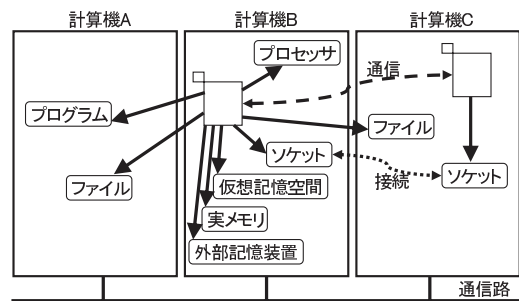 計算機A
計算機B
計算機C
プロセッサ
通信
プログラム
ファイル
ソケット
ファイル
仮想記憶空間
接続
ソケット
実メモリ
外部記憶装置
通信路